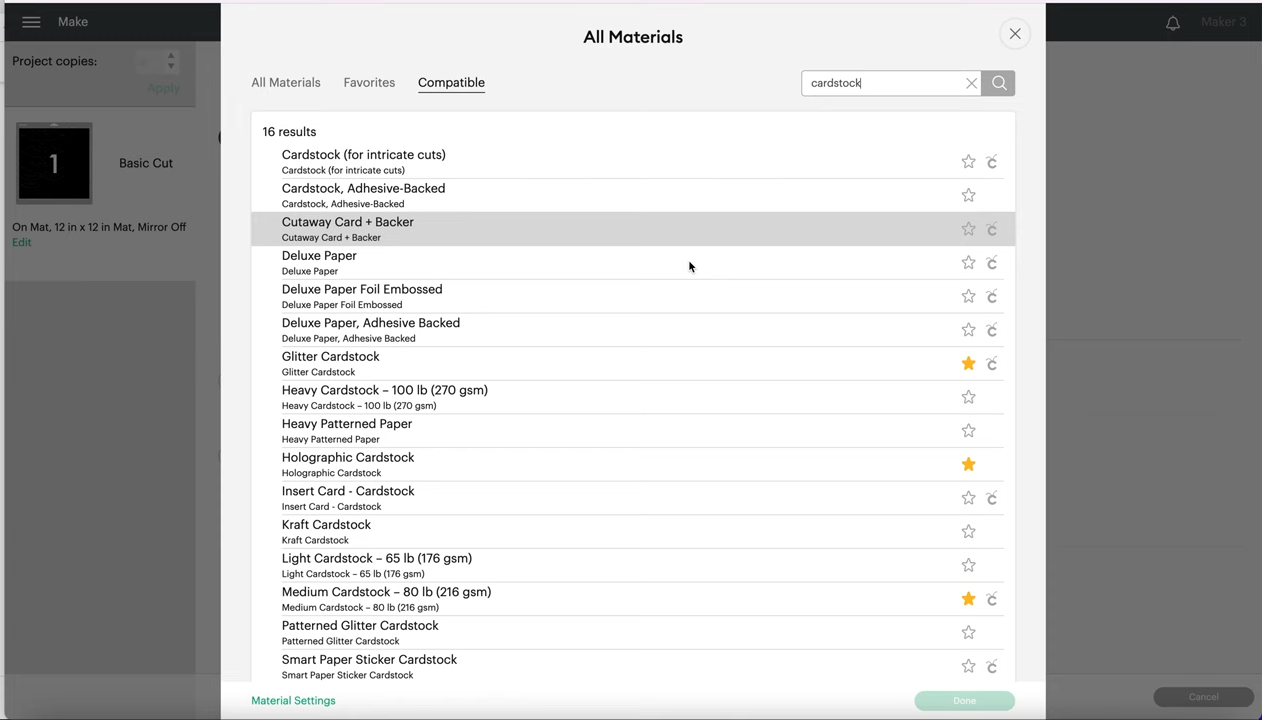 Make
Maker 3
Project copies:
Apply
1
Basic Cut
On Mat, 12 in x 12 in Mat, Mirror Off
Edit
All Materials
All Materials
Favorites
Compatible
cardstock
16 results
Cardstock (for intricate cuts)
Cardstock (for intricate cuts)
Cardstock, Adhesive-Backed
Cardstock, Adhesive-Backed
Cutaway Card + Backer
Cutaway Card + Backer
Deluxe Paper
Deluxe Paper
Deluxe Paper Foil Embossed
Deluxe Paper Foil Embossed
Deluxe Paper, Adhesive Backed
Deluxe Paper, Adhesive Backed
Glitter Cardstock
Glitter Cardstock
Heavy Cardstock – 100 lb (270 gsm)
Heavy Cardstock – 100 lb (270 gsm)
Heavy Patterned Paper
Heavy Patterned Paper
Holographic Cardstock
Holographic Cardstock
Insert Card - Cardstock
Insert Card - Cardstock
Kraft Cardstock
Kraft Cardstock
Light Cardstock – 65 lb (176 gsm)
Light Cardstock – 65 lb (176 gsm)
Medium Cardstock – 80 lb (216 gsm)
Medium Cardstock – 80 lb (216 gsm)
Patterned Glitter Cardstock
Patterned Glitter Cardstock
Smart Paper Sticker Cardstock
Smart Paper Sticker Cardstock
Material Settings
Done
Cancel